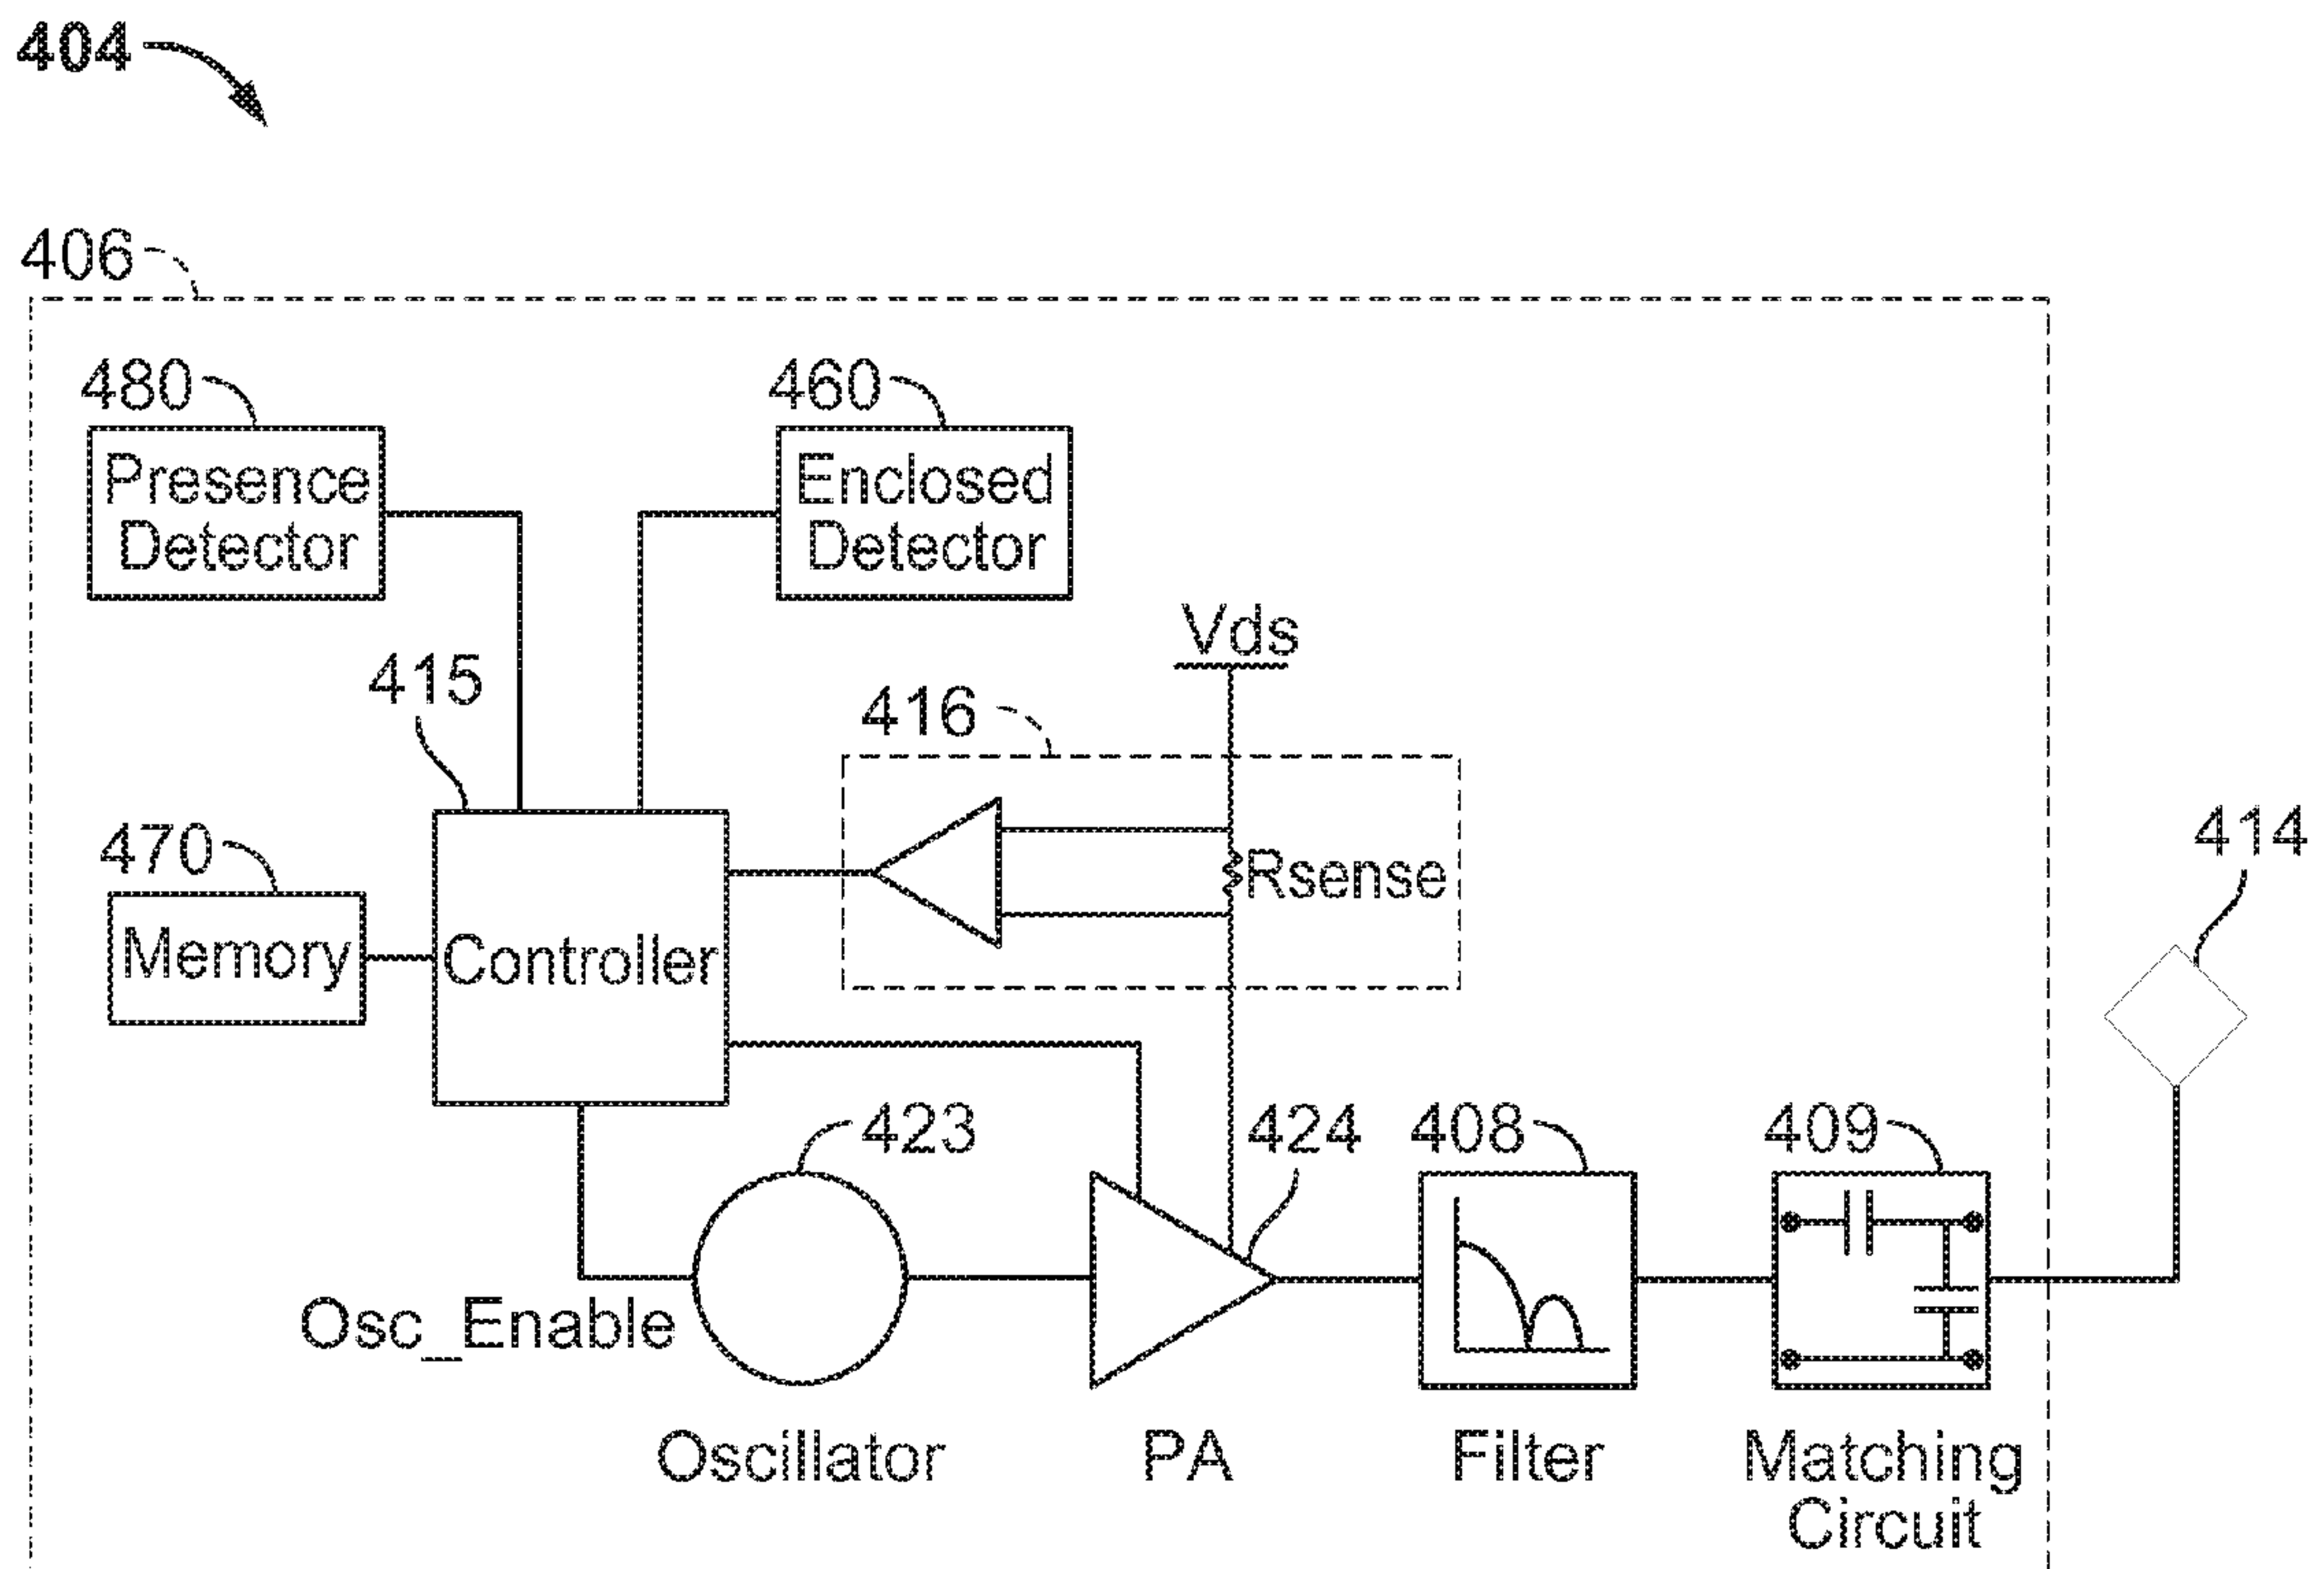 404
406
480
460
Presence
Detector
Enclosed
Detector
Vds
415
416
414
470
Rsense
Memory
Controller
423
424
408
409
Osc_Enable
Oscillator
PA
Filter
Matching
Circuit